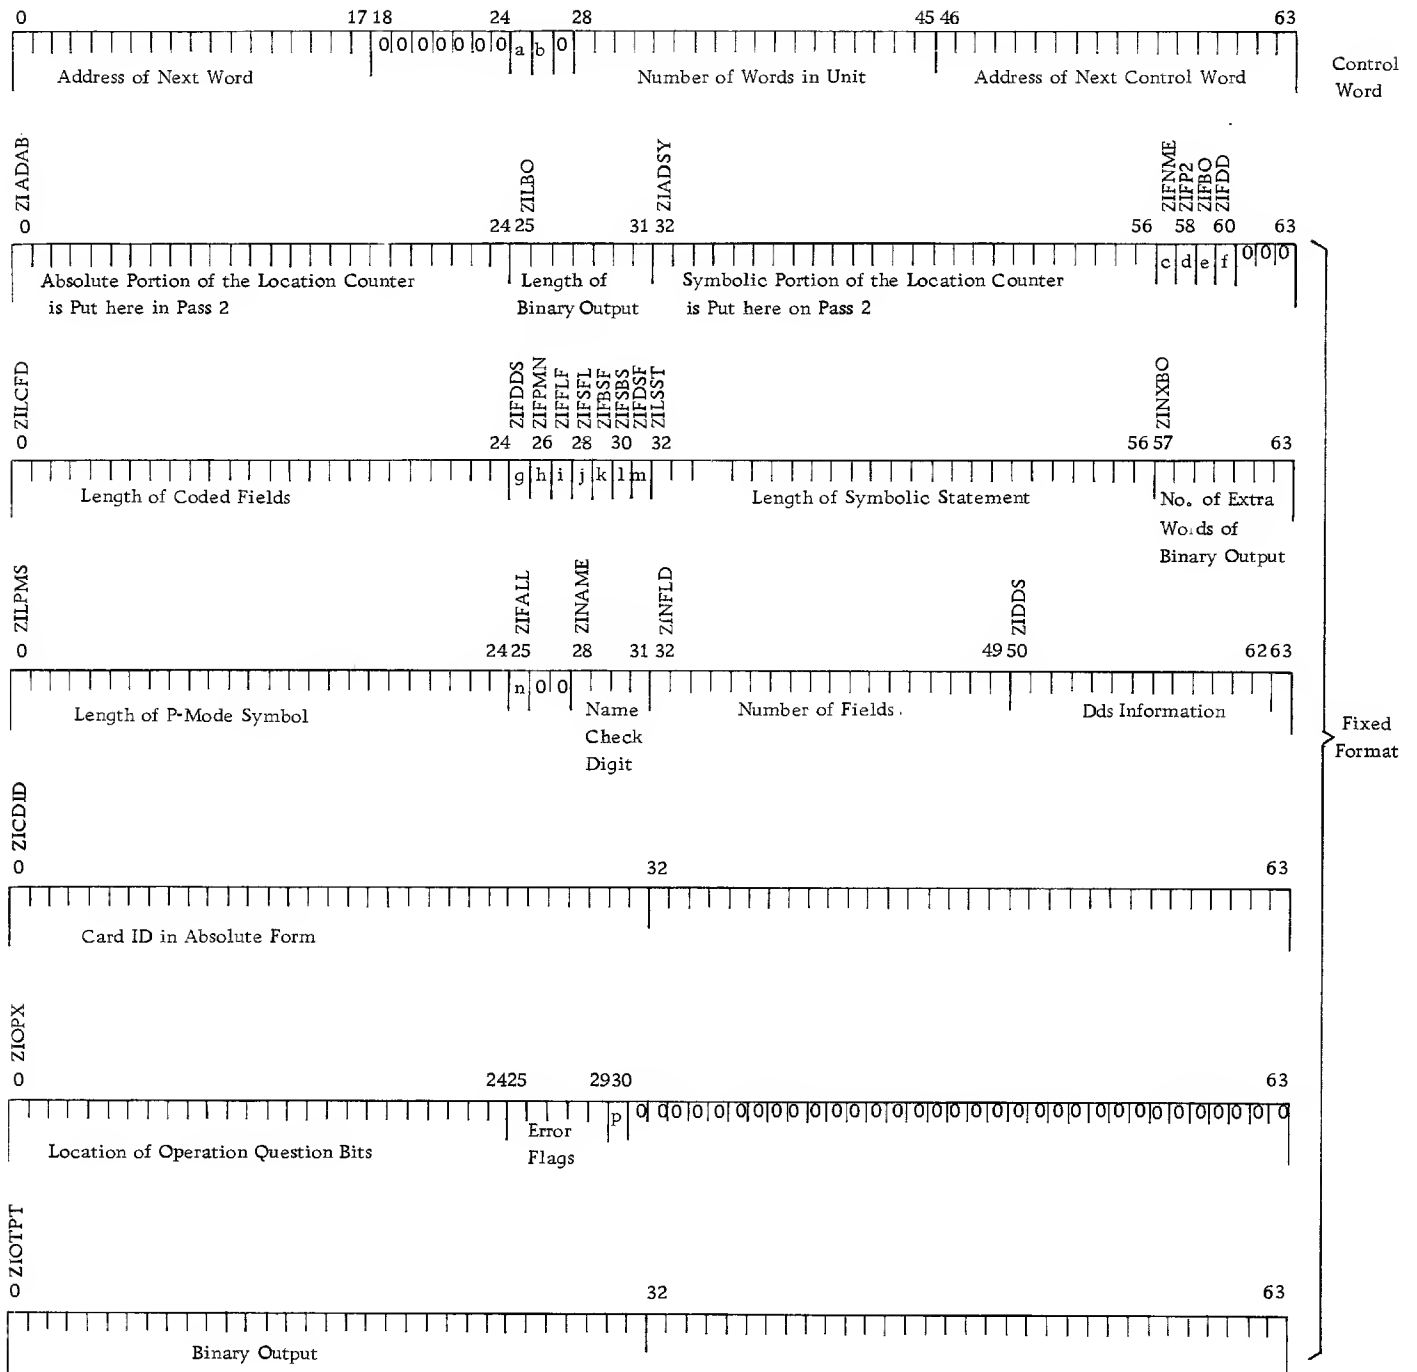 0 17 18 24 28 45 46 63
0 0 0 0 0 0 0 a b 0
Address of Next Word Number of Words in Unit Address of Next Control Word
Control
Word
ZIADAB ZILBO ZIADSY ZIFNME ZIFP2 ZIFBO ZIFDD
0 24 25 31 32 56 58 60 63
c d e f 0 0 0
Absolute Portion of the Location Counter Length of Symbolic Portion of the Location Counter
is Put here in Pass 2 Binary Output is Put here on Pass 2
ZILCFD ZIFDDS ZIFPMN ZIFFLF ZIFSFL ZIFBSF ZIFSBS ZIFDSF ZILSST ZINXBO
0 24 26 28 30 32 56 57 63
g h i j k l m
Length of Coded Fields Length of Symbolic Statement No. of Extra
Words of
Binary Output
ZILPMS ZIFALL ZINAME ZINFLD ZIDDS
0 24 25 28 31 32 49 50 62 63
n 0 0
Length of P-Mode Symbol Name Number of Fields. Dds Information
Check
Digit
Fixed
Format
ZICDID
0 32 63
Card ID in Absolute Form
ZIOPX
0 24 25 29 30 63
p 0 0 0 0 0 0 0 0 0 0 0 0 0 0 0 0 0 0 0 0 0 0 0 0 0 0 0 0 0 0 0 0 0
Location of Operation Question Bits Error
Flags
ZIOTPT
0 32 63
Binary Output